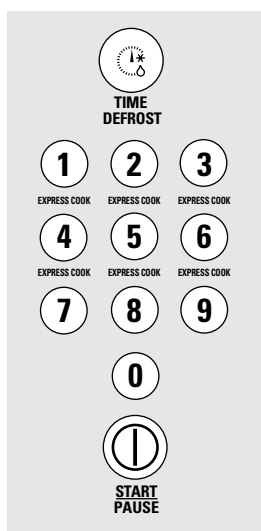 TIME
DEFROST
1 2 3
EXPRESS COOK EXPRESS COOK EXPRESS COOK
4 5 6
EXPRESS COOK EXPRESS COOK EXPRESS COOK
7 8 9
0
START
PAUSE